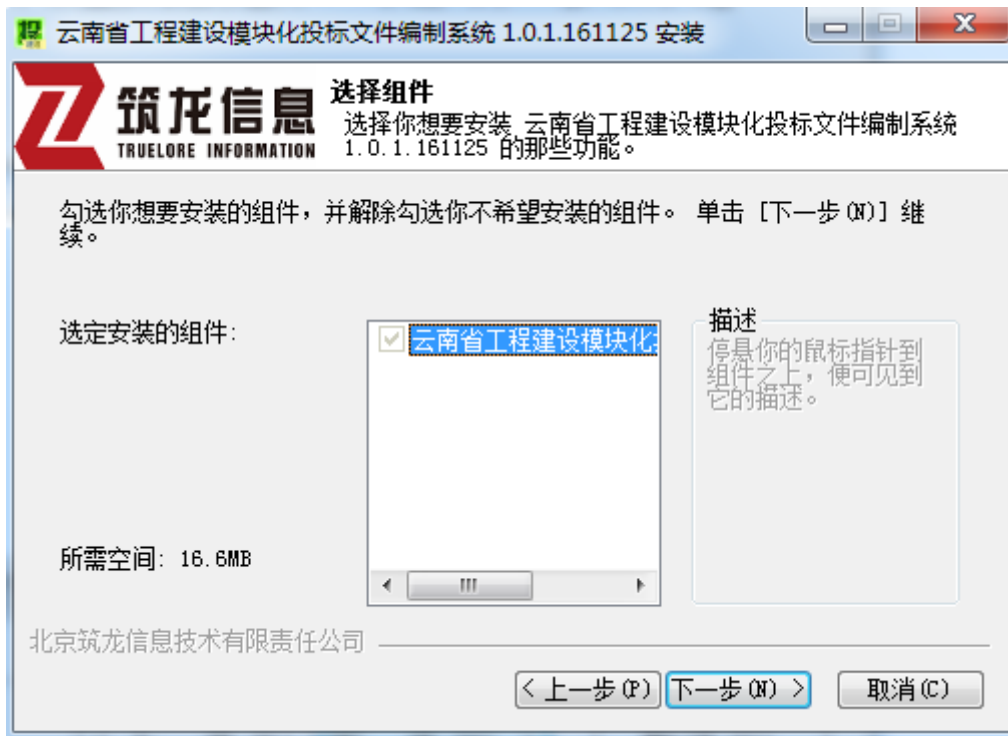 云南省工程建设模块化投标文件编制系统 1.0.1.161125 安装
筑龙信息
TRUELORE INFORMATION
选择组件
选择你想要安装 云南省工程建设模块化投标文件编制系统
1.0.1.161125 的那些功能。
勾选你想要安装的组件，并解除勾选你不希望安装的组件。 单击 [下一步(N)] 继
续。
选定安装的组件:
云南省工程建设模块化
描述
停悬你的鼠标指针到
组件之上，便可见到
它的描述。
所需空间: 16.6MB
北京筑龙信息技术有限责任公司
< 上一步(P) 下一步(N) > 取消(C)